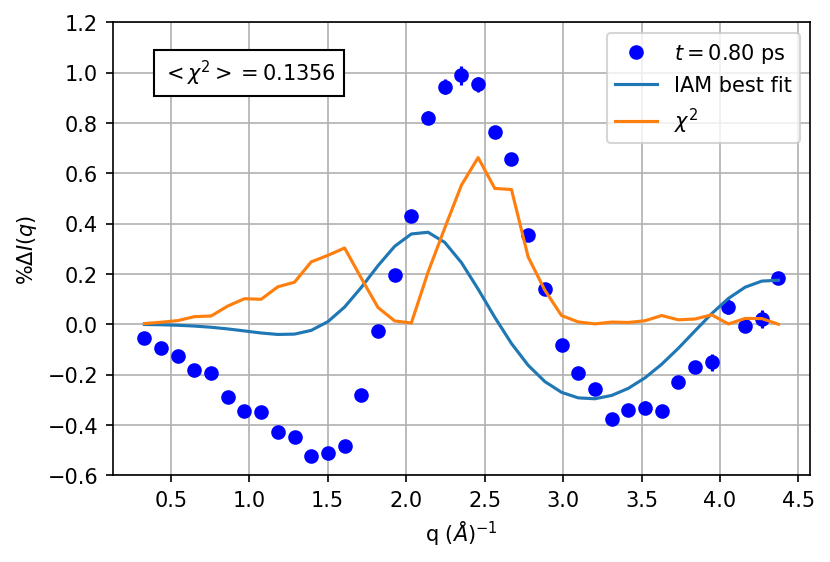 1.2
1.0
0.8
0.6
0.4
0.2
0.0
−0.2
−0.4
−0.6
%ΔI(q)
< χ² > = 0.1356
t = 0.80 ps
IAM best fit
χ²
0.5 1.0 1.5 2.0 2.5 3.0 3.5 4.0 4.5
q (Å)⁻¹